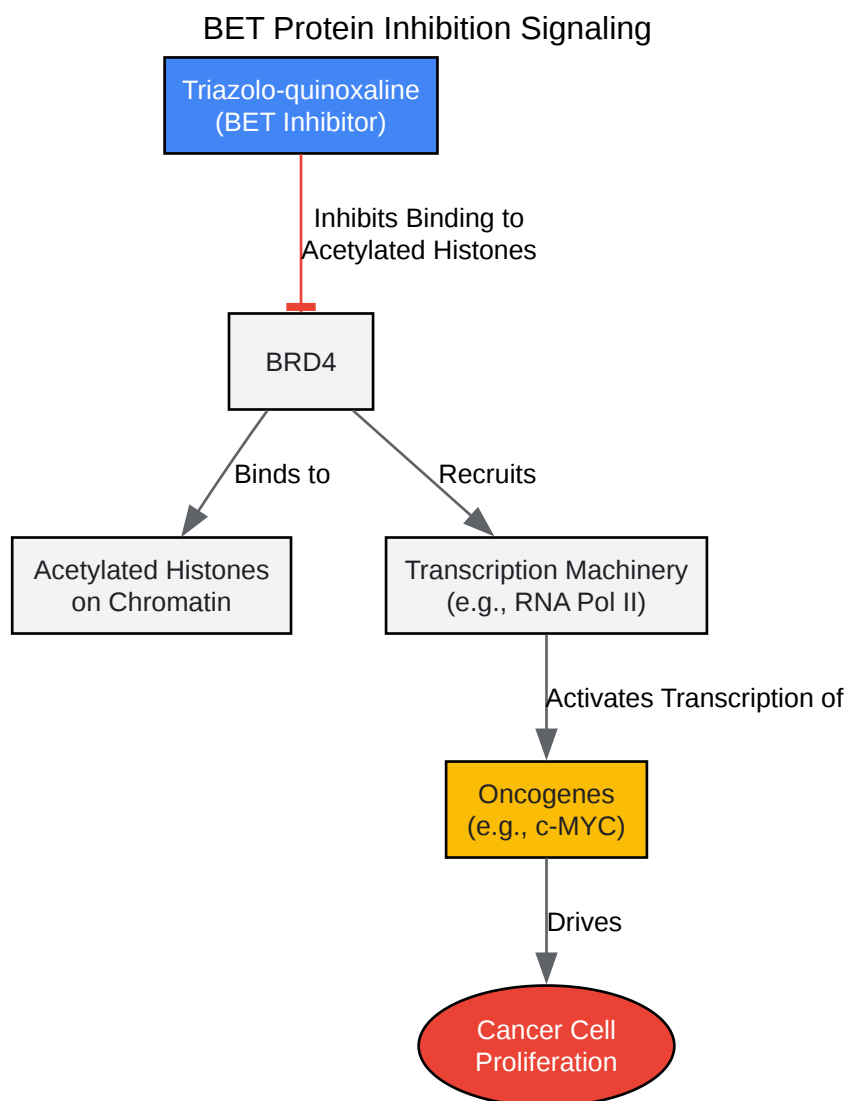 BET Protein Inhibition Signaling
Triazolo-quinoxaline
(BET Inhibitor)
Inhibits Binding to
Acetylated Histones
BRD4
Binds to
Recruits
Acetylated Histones
on Chromatin
Transcription Machinery
(e.g., RNA Pol II)
Activates Transcription of
Oncogenes
(e.g., c-MYC)
Drives
Cancer Cell
Proliferation